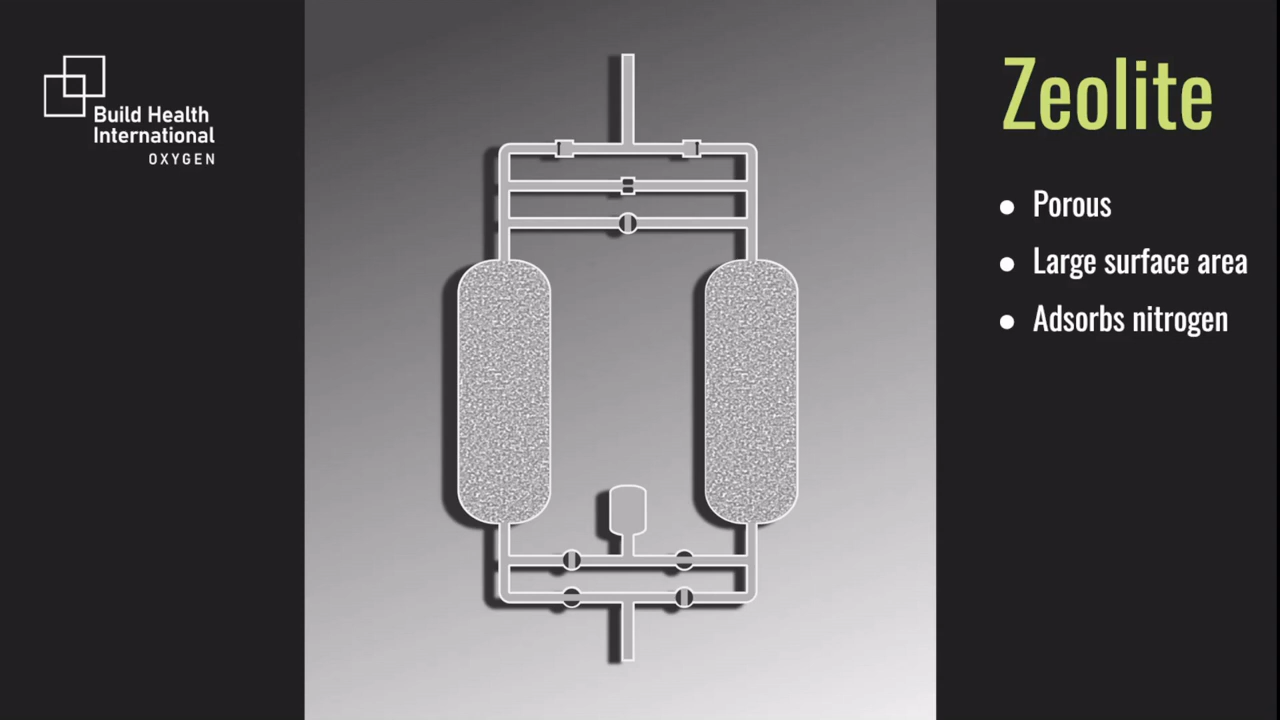 Build Health
International
OXYGEN
Zeolite
● Porous
● Large surface area
● Adsorbs nitrogen